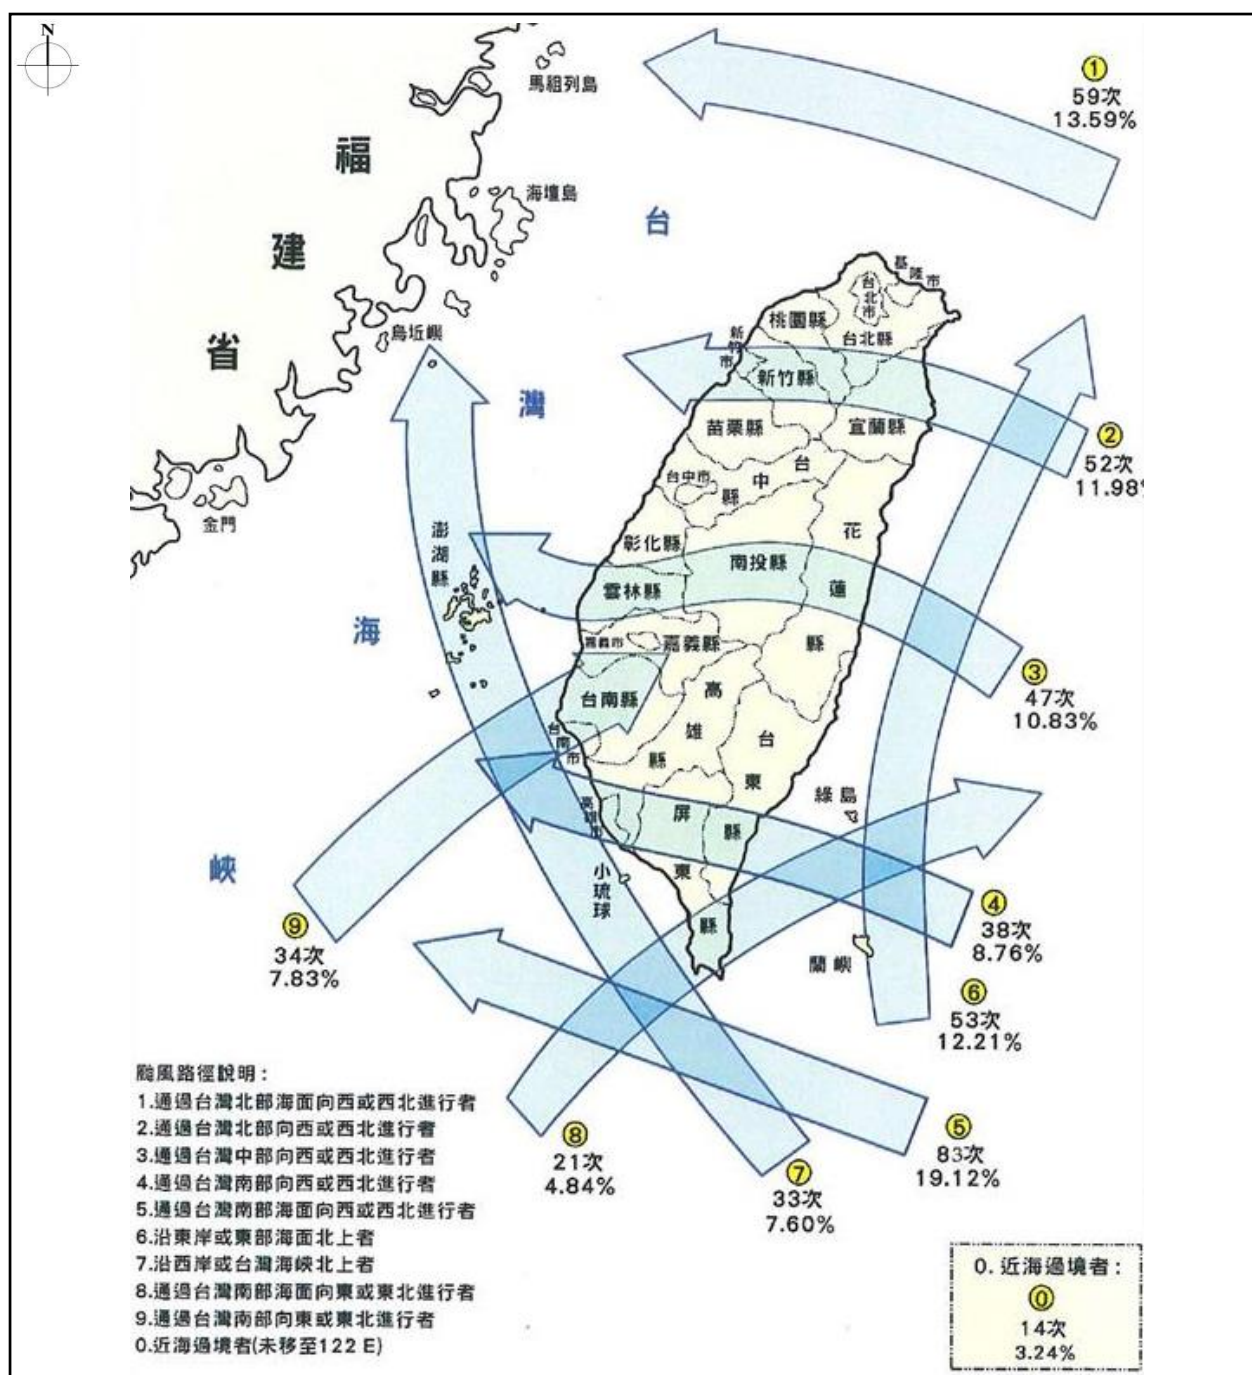 N
馬祖列島
①
59次
13.59%
福
建
省
海壇島
台
灣
海
峽
基隆市
台北市
桃園縣
台北縣
烏坵嶼
新竹市
新竹縣
苗栗縣
宜蘭縣
②
52次
11.98%
台中市
台
中
縣
金門
澎湖縣
彰化縣
南投縣
花
蓮
縣
雲林縣
嘉義市
嘉義縣
③
47次
10.83%
台南縣
高
雄
縣
台
東
縣
台南市
綠島
高雄市
屏
東
縣
小琉球
④
38次
8.76%
⑨
34次
7.83%
蘭嶼
⑥
53次
12.21%
⑤
83次
19.12%
⑧
21次
4.84%
⑦
33次
7.60%
颱風路徑說明：
1.通過台灣北部海面向西或西北進行者
2.通過台灣北部向西或西北進行者
3.通過台灣中部向西或西北進行者
4.通過台灣南部向西或西北進行者
5.通過台灣南部海面向西或西北進行者
6.沿東岸或東部海面北上者
7.沿西岸或台灣海峽北上者
8.通過台灣南部海面向東或東北進行者
9.通過台灣南部向東或東北進行者
0.近海過境者(未移至122 E)
0. 近海過境者：
⓪
14次
3.24%